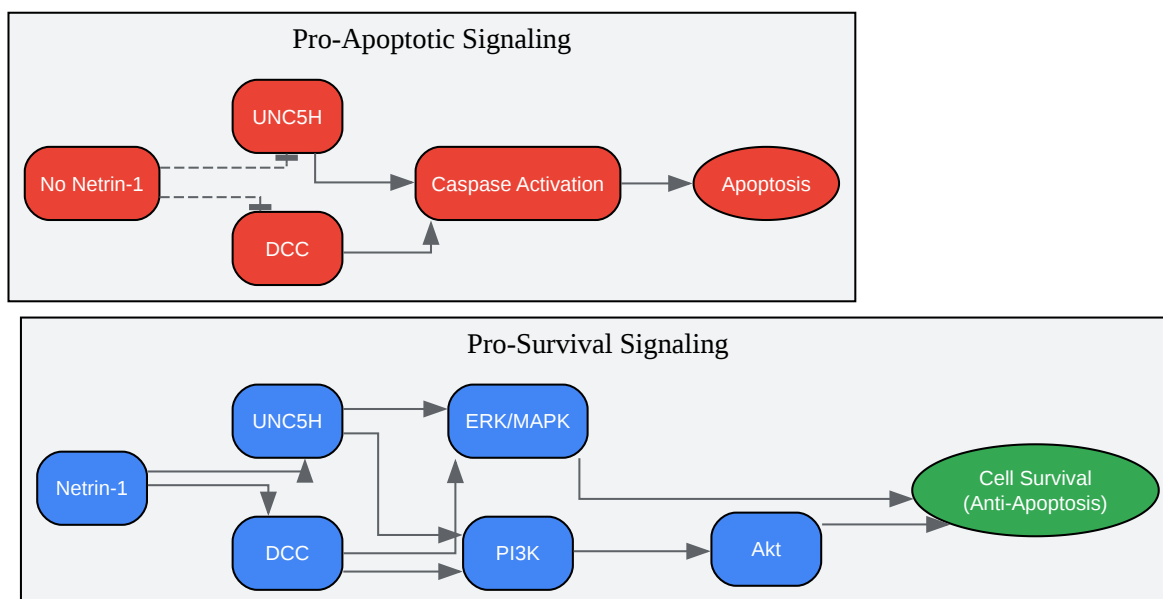 Pro-Apoptotic Signaling
UNC5H
No Netrin-1
Caspase Activation
Apoptosis
DCC
Pro-Survival Signaling
UNC5H
ERK/MAPK
Netrin-1
Cell Survival
(Anti-Apoptosis)
DCC
PI3K
Akt